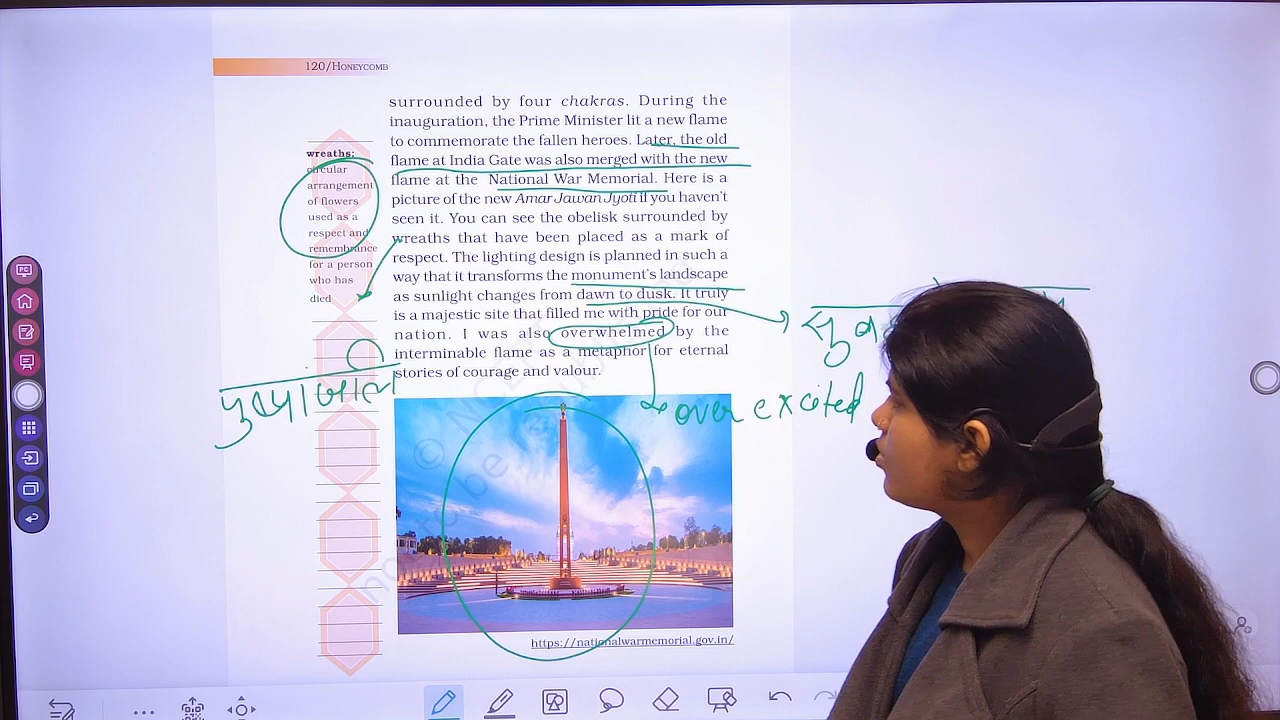 120/HONEYCOMB
surrounded by four chakras. During the
inauguration, the Prime Minister lit a new flame
to commemorate the fallen heroes. Later, the old
flame at India Gate was also merged with the new
flame at the National War Memorial. Here is a
picture of the new Amar Jawan Jyoti if you haven't
seen it. You can see the obelisk surrounded by
wreaths that have been placed as a mark of
respect. The lighting design is planned in such a
way that it transforms the monument's landscape
as sunlight changes from dawn to dusk. It truly
is a majestic site that filled me with pride for our
nation. I was also overwhelmed by the
interminable flame as a metaphor for eternal
stories of courage and valour.
wreaths:
circular
arrangement
of flowers
used as a
respect and
remembrance
for a person
who has
died
over excited
https://nationalwarmemorial.gov.in/